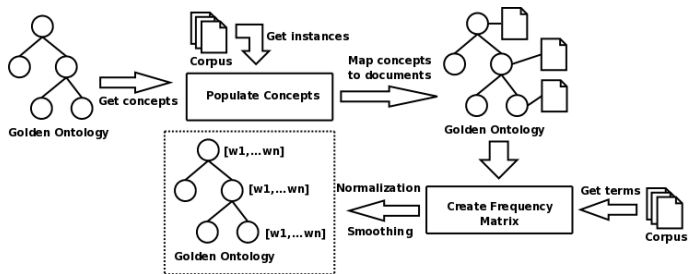 Corpus
Get instances
Get concepts
Populate Concepts
Map concepts
to documents
Golden Ontology
Golden Ontology
[w1,...wn]
[w1,...wn]
[w1,...wn]
Golden Ontology
Normalization
Smoothing
Create Frequency
Matrix
Get terms
Corpus